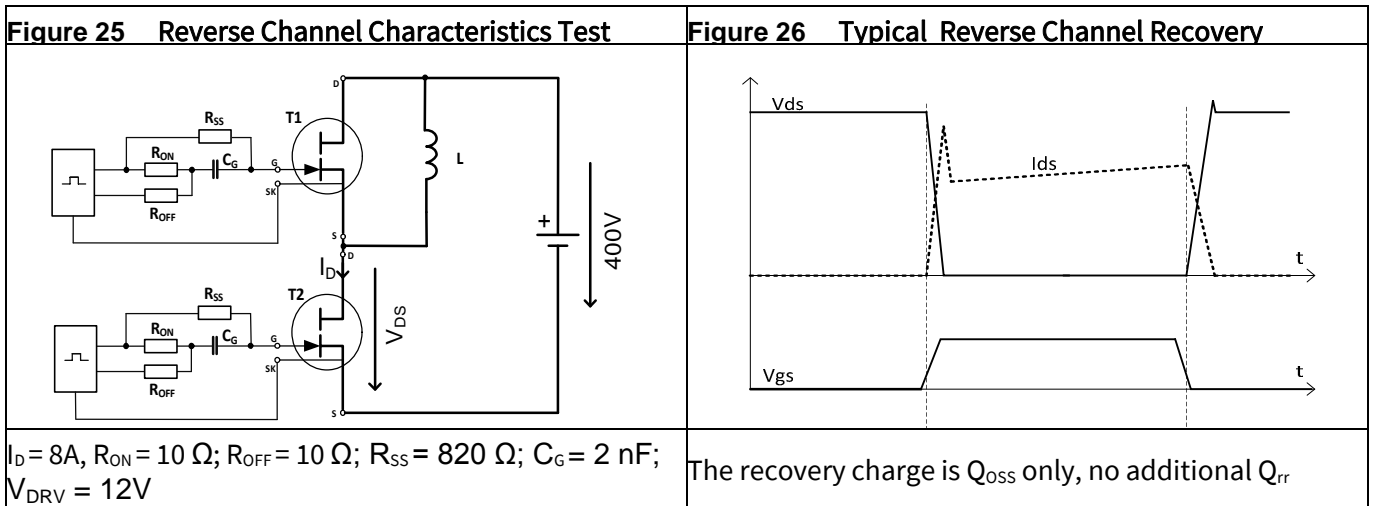 Figure 25 Reverse Channel Characteristics Test
Figure 26 Typical Reverse Channel Recovery
D
RSS
T1
RON
CG
G
L
SK
ROFF
S
D
ID
+
400V
RSS
T2
RON
CG
G
VDS
SK
ROFF
S
Vds
Ids
t
Vgs
t
ID = 8A, RON = 10 Ω; ROFF = 10 Ω; RSS = 820 Ω; CG = 2 nF;
VDRV = 12V
The recovery charge is QOSS only, no additional Qrr